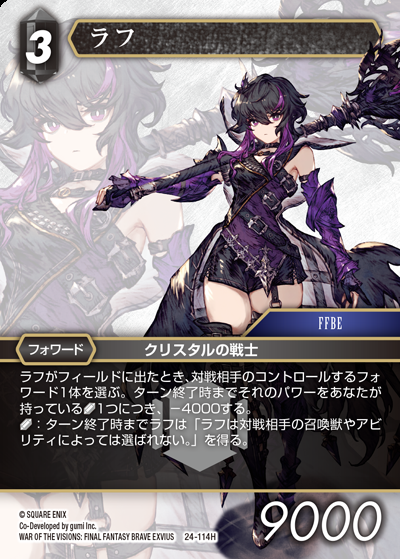 3
ラフ
FFBE
フォワード
クリスタルの戦士
ラフがフィールドに出たとき、対戦相手のコントロールするフォ
ワード1体を選ぶ。ターン終了時までそれのパワーをあなたが
持っている1つにつき、－4000する。
：ターン終了時までラフは「ラフは対戦相手の召喚獣やアビ
リティによっては選ばれない。」を得る。
© SQUARE ENIX
Co-Developed by gumi Inc.
WAR OF THE VISIONS: FINAL FANTASY BRAVE EXVIUS
24-114H
9000